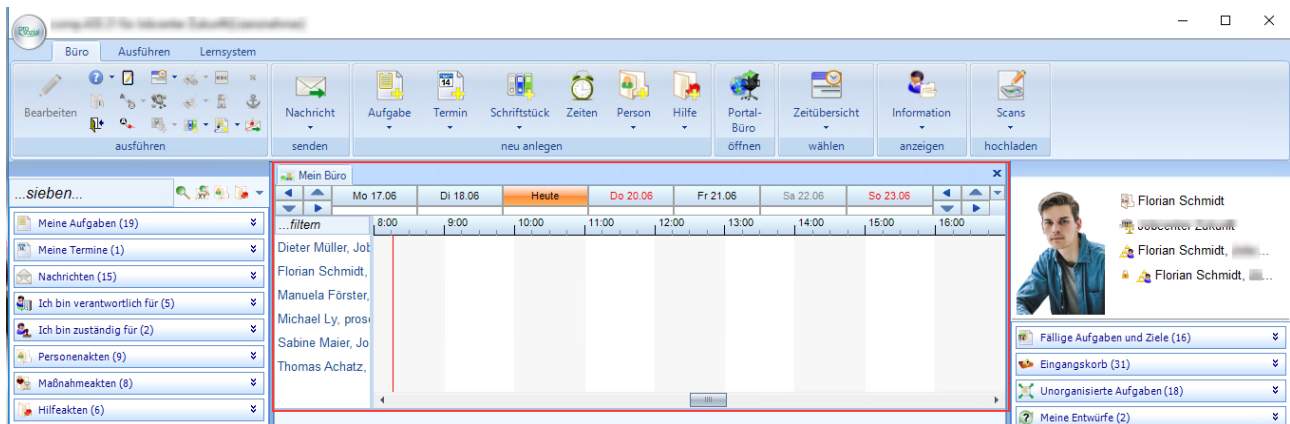 Büro Ausführen Lernsystem
Bearbeiten
ausführen
Nachricht
senden
Aufgabe Termin Schriftstück Zeiten Person Hilfe
neu anlegen
Portal-
Büro
öffnen
Zeitübersicht
wählen
Information
anzeigen
Scans
hochladen
...sieben...
Meine Aufgaben (19)
Meine Termine (1)
Nachrichten (15)
Ich bin verantwortlich für (5)
Ich bin zuständig für (2)
Personenakten (9)
Maßnahmeakten (8)
Hilfeakten (6)
Mein Büro
Mo 17.06 Di 18.06 Heute Do 20.06 Fr 21.06 Sa 22.06 So 23.06
...filtern 8:00 9:00 10:00 11:00 12:00 13:00 14:00 15:00 16:00
Dieter Müller, Job
Florian Schmidt,
Manuela Förster,
Michael Ly, pros
Sabine Maier, Jo
Thomas Achatz,
Florian Schmidt
Jobcenter Zukunft
Florian Schmidt, ...
Florian Schmidt, ...
Fällige Aufgaben und Ziele (16)
Eingangskorb (31)
Unorganisierte Aufgaben (18)
Meine Entwürfe (2)